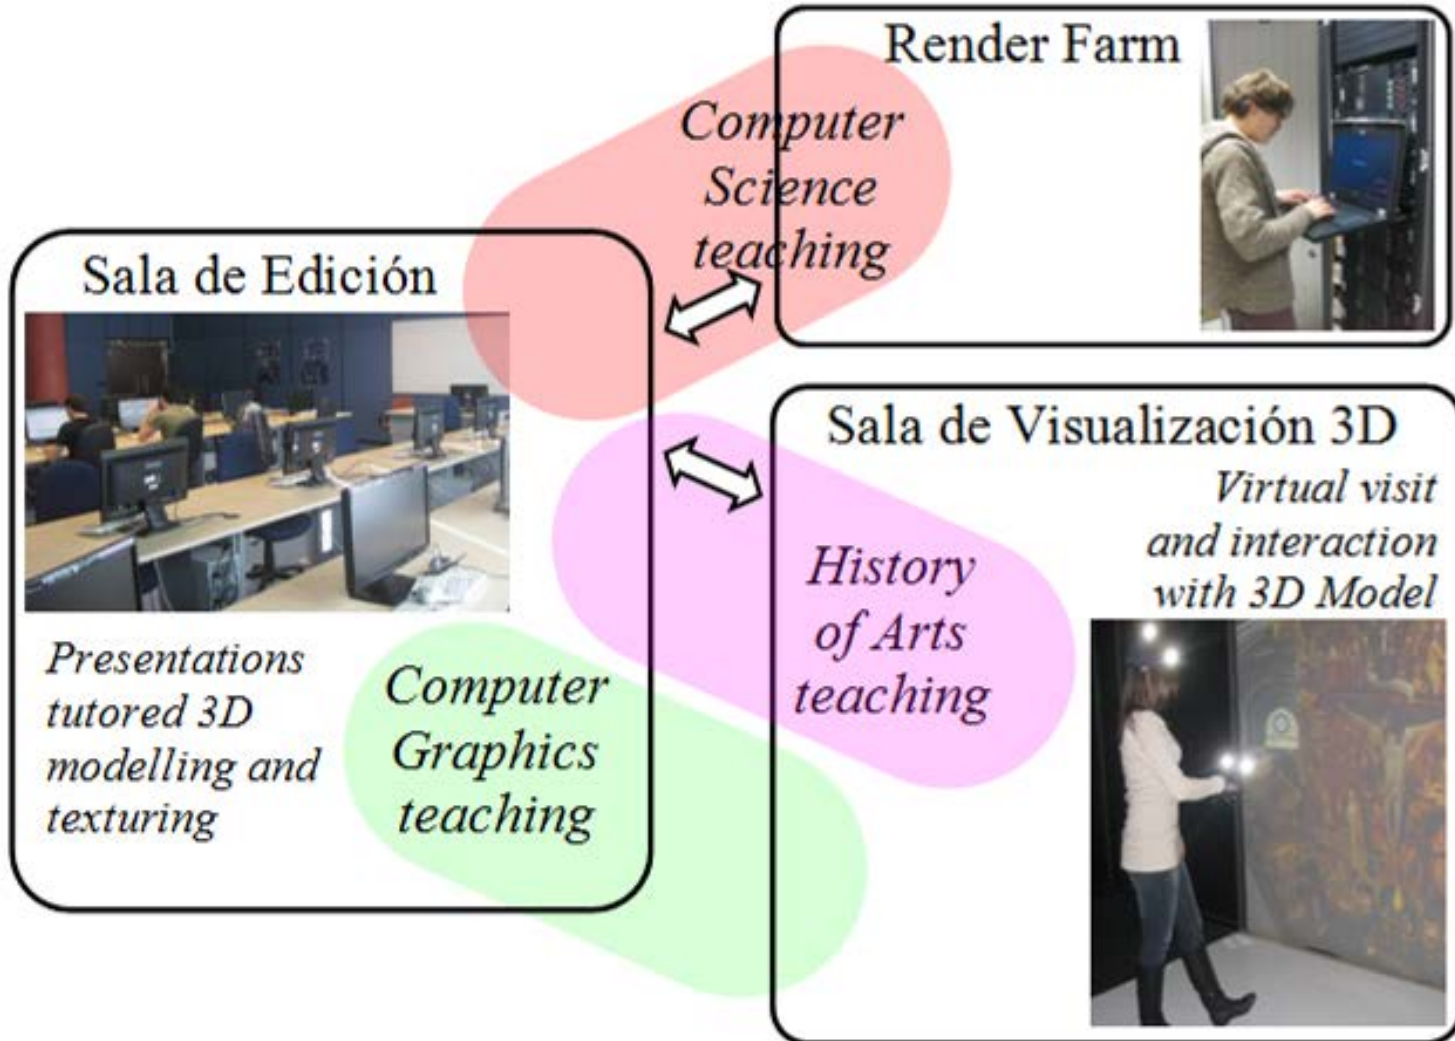 Render Farm
Computer
Science
teaching
Sala de Edición
Sala de Visualización 3D
Virtual visit
and interaction
with 3D Model
History
of Arts
teaching
Presentations
tutored 3D
modelling and
texturing
Computer
Graphics
teaching